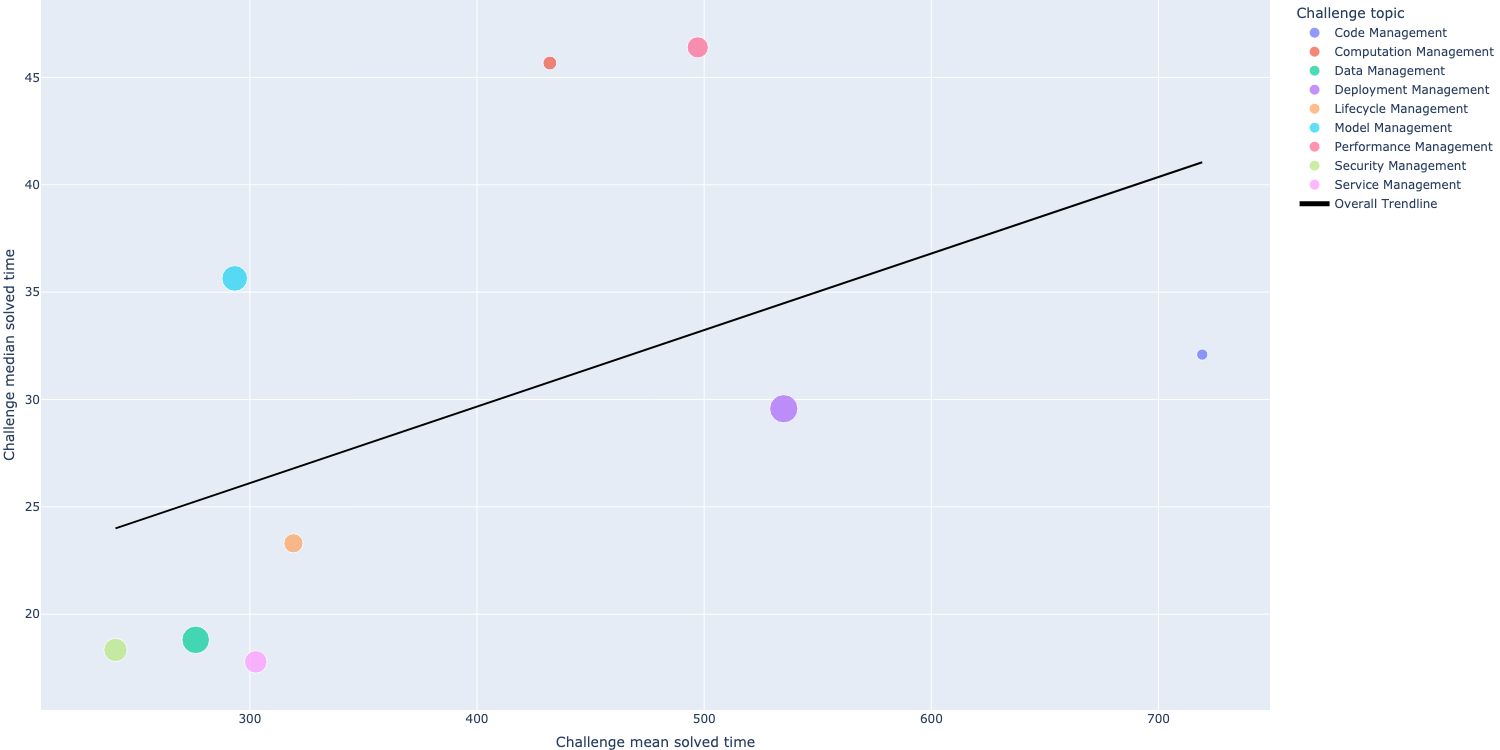 Challenge topic
Code Management
Computation Management
Data Management
Deployment Management
Lifecycle Management
Model Management
Performance Management
Security Management
Service Management
Overall Trendline
45
40
35
30
25
20
Challenge median solved time
300
400
500
600
700
Challenge mean solved time